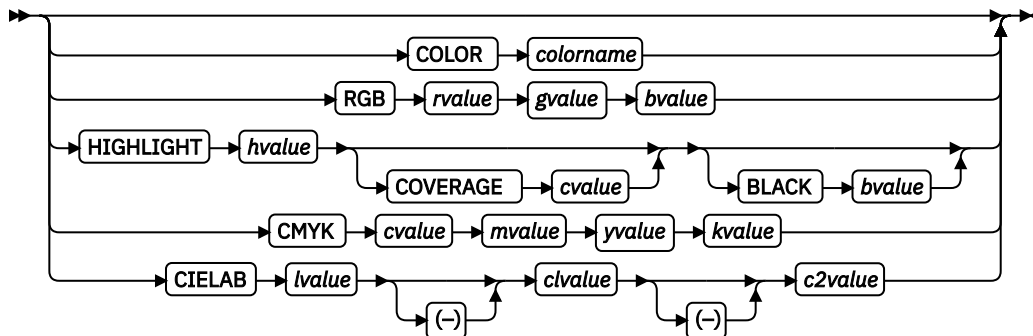 COLOR colorname
RGB rvalue gvalue bvalue
HIGHLIGHT hvalue
COVERAGE cvalue BLACK bvalue
CMYK cvalue mvalue yvalue kvalue
CIELAB lvalue clvalue c2value
(–) (–)